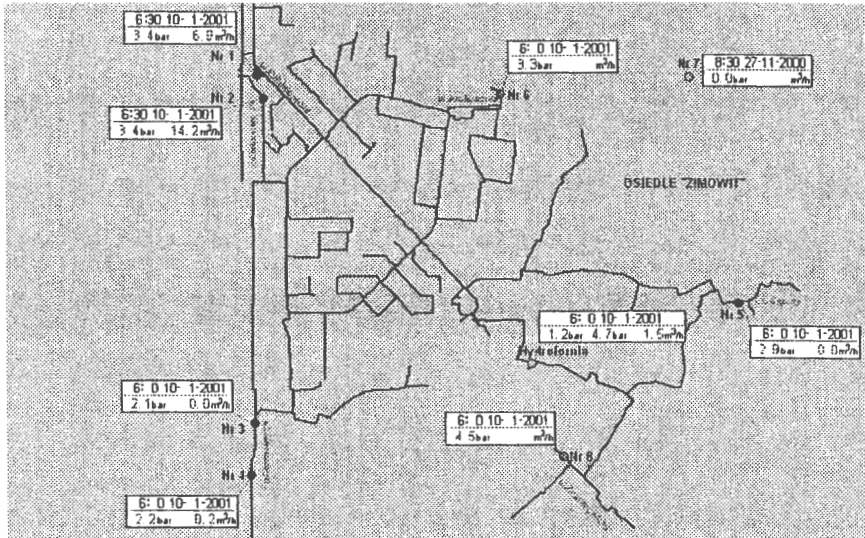 6:30 10- 1-2001
3.4bar 6.9m³/h
Nr 1
Nr 2
6:30 10- 1-2001
3.4bar 14.2m³/h
6: 0 10- 1-2001
3.3bar m³/h
Nr 6
Nr 7
8:30 27-11-2000
0.0bar m³/h
OSIEDLE "ZIMOWIT"
6: 0 10- 1-2001
1.2bar 4.7bar 1.5m³/h
Hydrofornia
Nr 5
6: 0 10- 1-2001
2.9bar 0.0m³/h
6: 0 10- 1-2001
2.1bar 0.0m³/h
Nr 3
6: 0 10- 1-2001
4.5bar m³/h
Nr 8
Nr 4
6: 0 10- 1-2001
2.2bar 0.2m³/h